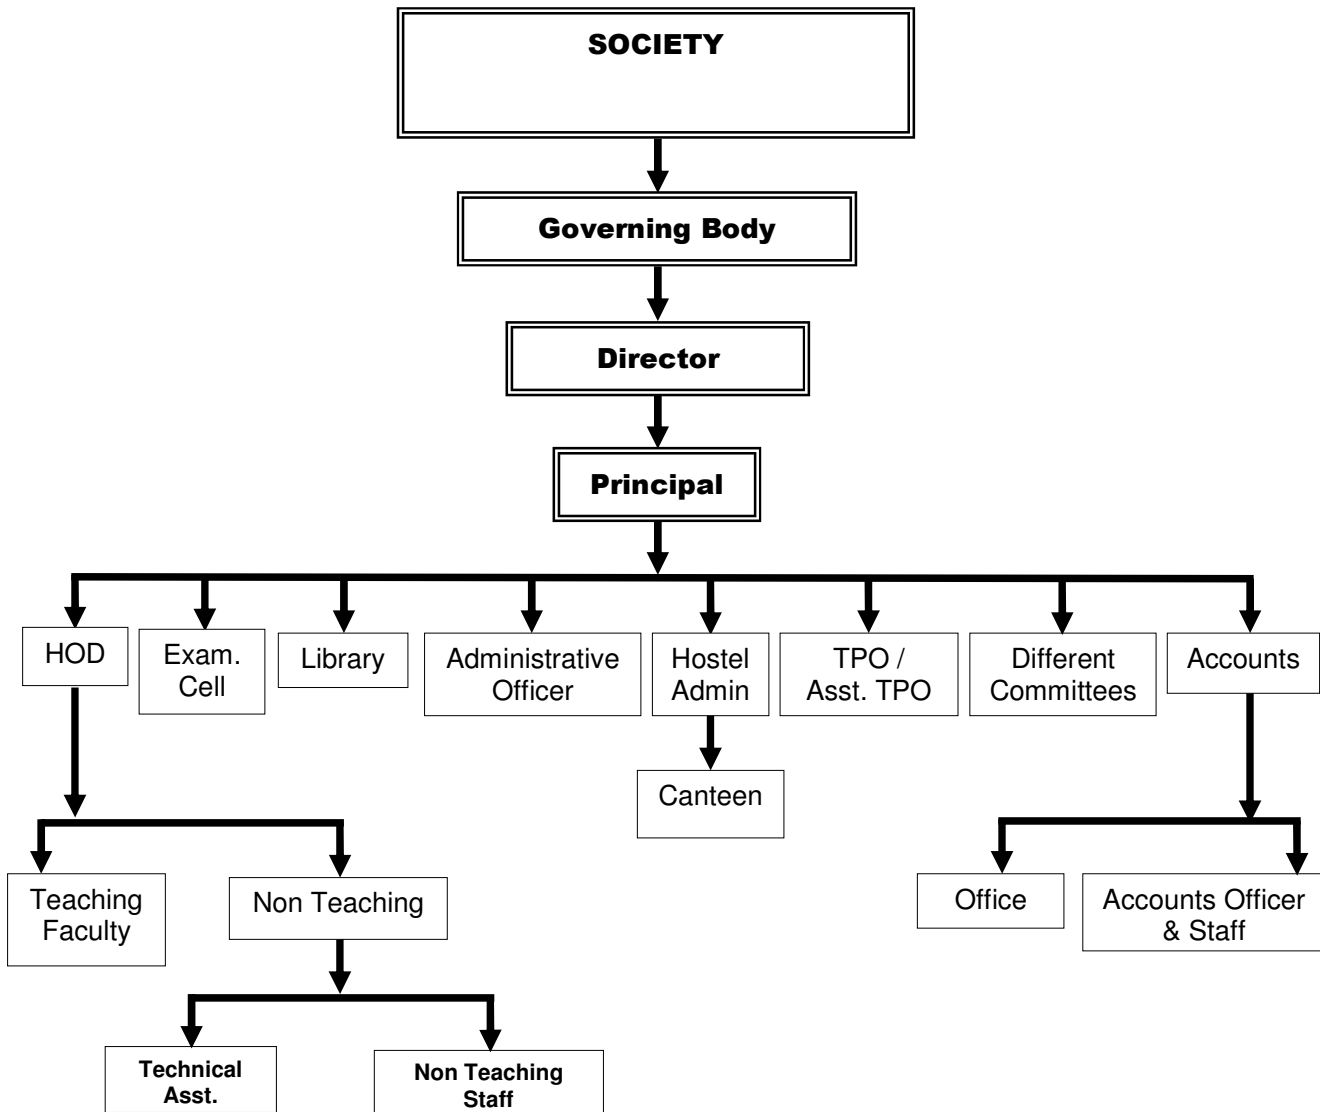 SOCIETY
Governing Body
Director
Principal
HOD
Exam.
Cell
Library
Administrative
Officer
Hostel
Admin
TPO /
Asst. TPO
Different
Committees
Accounts
Canteen
Teaching
Faculty
Non Teaching
Office
Accounts Officer
& Staff
Technical
Asst.
Non Teaching
Staff